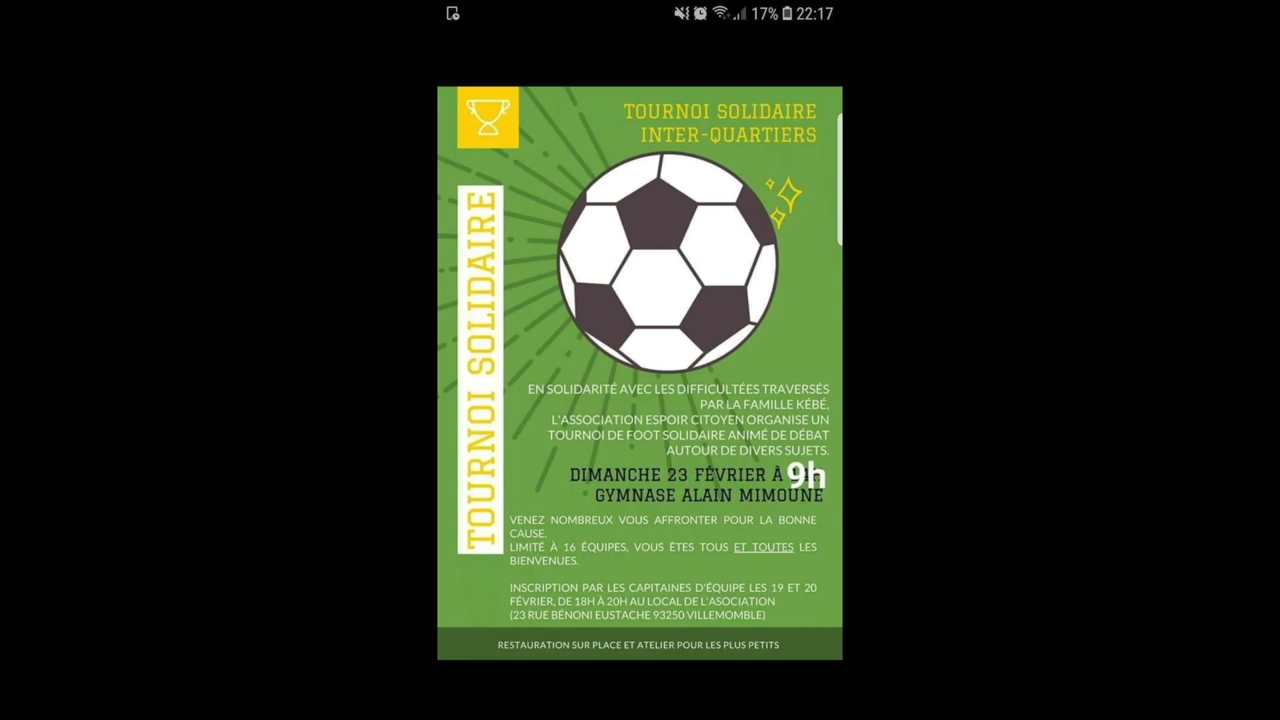 17% 22:17
TOURNOI SOLIDAIRE
INTER-QUARTIERS
TOURNOI SOLIDAIRE
EN SOLIDARITÉ AVEC LES DIFFICULTÉES TRAVERSÉS
PAR LA FAMILLE KÉBÉ,
L'ASSOCIATION ESPOIR CITOYEN ORGANISE UN
TOURNOI DE FOOT SOLIDAIRE ANIMÉ DE DÉBAT
AUTOUR DE DIVERS SUJETS.
DIMANCHE 23 FÉVRIER À 9h
GYMNASE ALAIN MIMOUNE
VENEZ NOMBREUX VOUS AFFRONTER POUR LA BONNE
CAUSE.
LIMITÉ À 16 ÉQUIPES, VOUS ÊTES TOUS ET TOUTES LES
BIENVENUES.
INSCRIPTION PAR LES CAPITAINES D'ÉQUIPE LES 19 ET 20
FÉVRIER, DE 18H À 20H AU LOCAL DE L'ASOCIATION
(23 RUE BÉNONI EUSTACHE 93250 VILLEMOMBLE)
RESTAURATION SUR PLACE ET ATELIER POUR LES PLUS PETITS